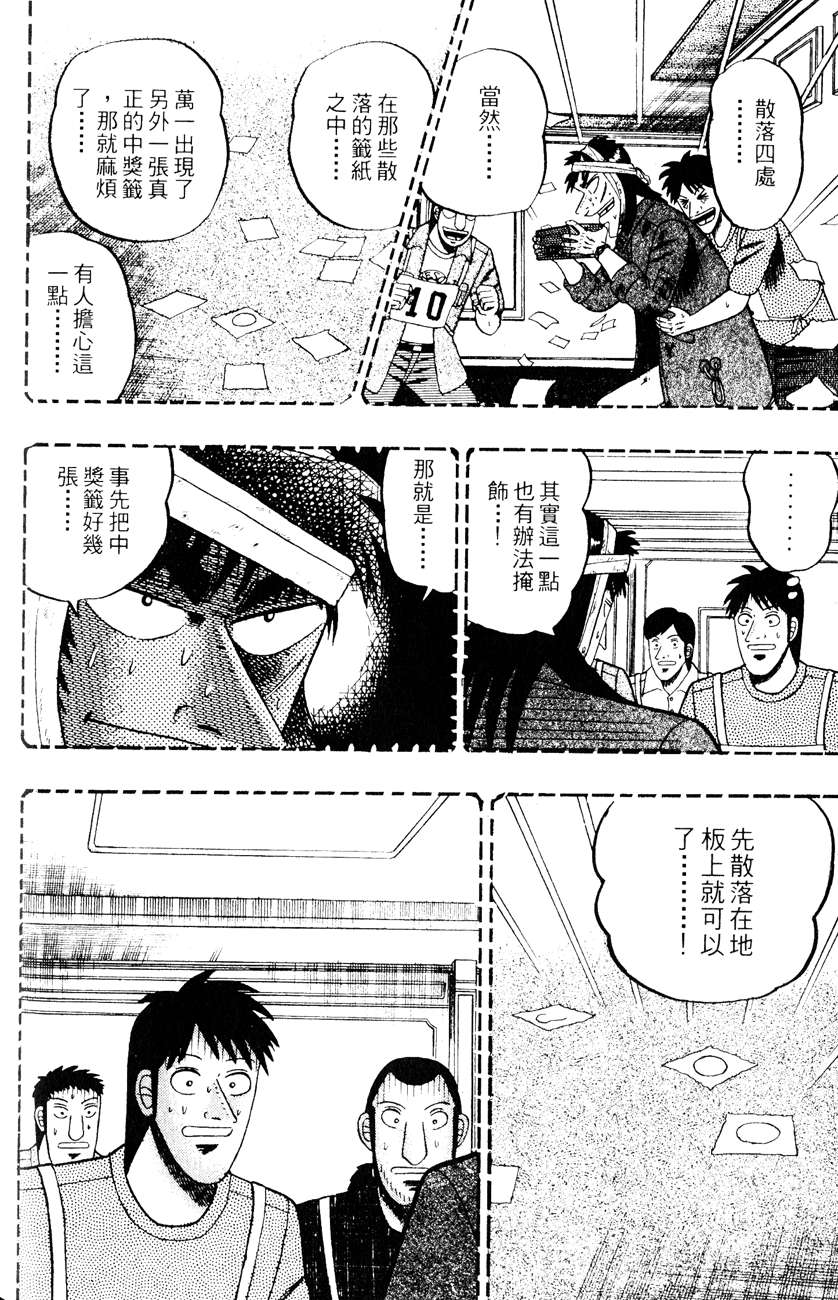 散落四處
……
當然……
10
在那些散
落的籤紙
之中……
萬一出現了
另外一張真
正的中獎籤
，那就麻煩
了……
有人擔心這
一點………
……
其實這一點
也有辦法掩
飾…！
那就是……
事先把中
獎籤好幾
張……
先散落在地
板上就可以
了……！